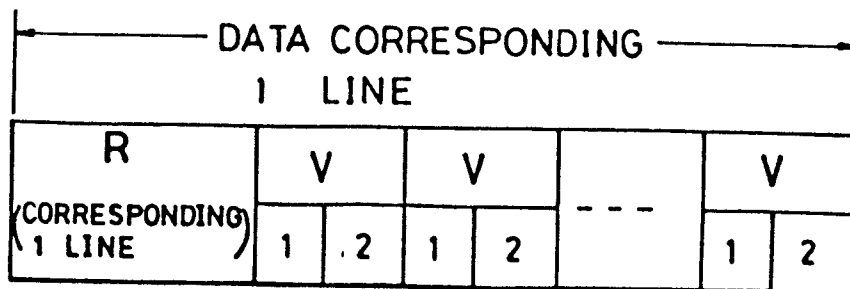 DATA CORRESPONDING
1 LINE
R V V --- V
(CORRESPONDING
1 LINE) 1 2 1 2 1 2